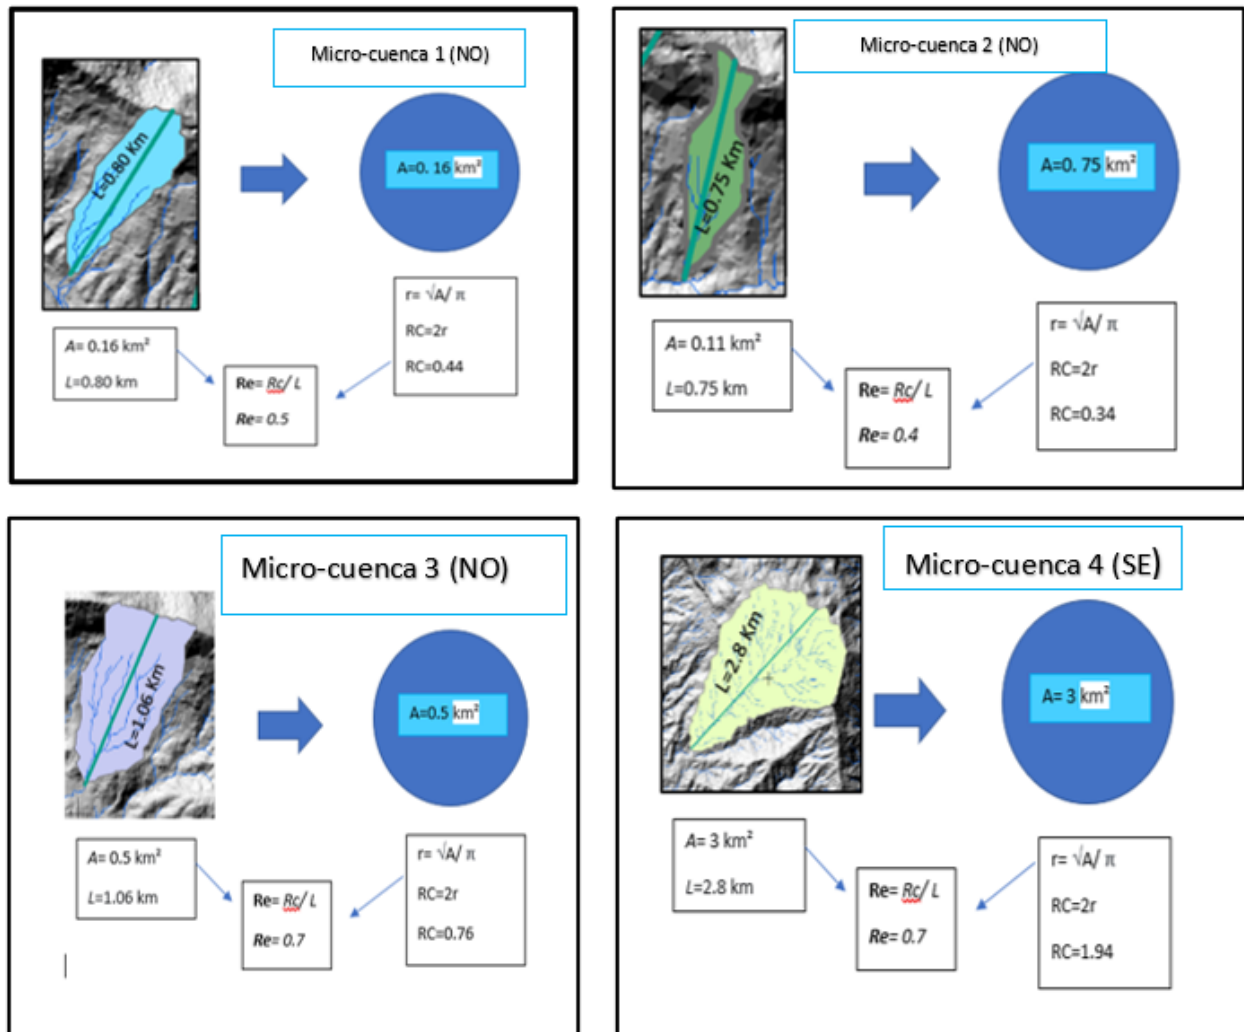 Micro-cuenca 1 (NO)
L=0.80 Km
A=0. 16 km²
A= 0.16 km²
L=0.80 km
Re= Rc/ L
Re= 0.5
r= √A/ π
RC=2r
RC=0.44
Micro-cuenca 2 (NO)
L=0.75 Km
A=0. 75 km²
A= 0.11 km²
L=0.75 km
Re= Rc/ L
Re= 0.4
r= √A/ π
RC=2r
RC=0.34
Micro-cuenca 3 (NO)
L=1.06 Km
A=0.5 km²
A= 0.5 km²
L=1.06 km
Re= Rc/ L
Re= 0.7
r= √A/ π
RC=2r
RC=0.76
Micro-cuenca 4 (SE)
L=2.8 Km
A= 3 km²
A= 3 km²
L=2.8 km
Re= Rc/ L
Re= 0.7
r= √A/ π
RC=2r
RC=1.94